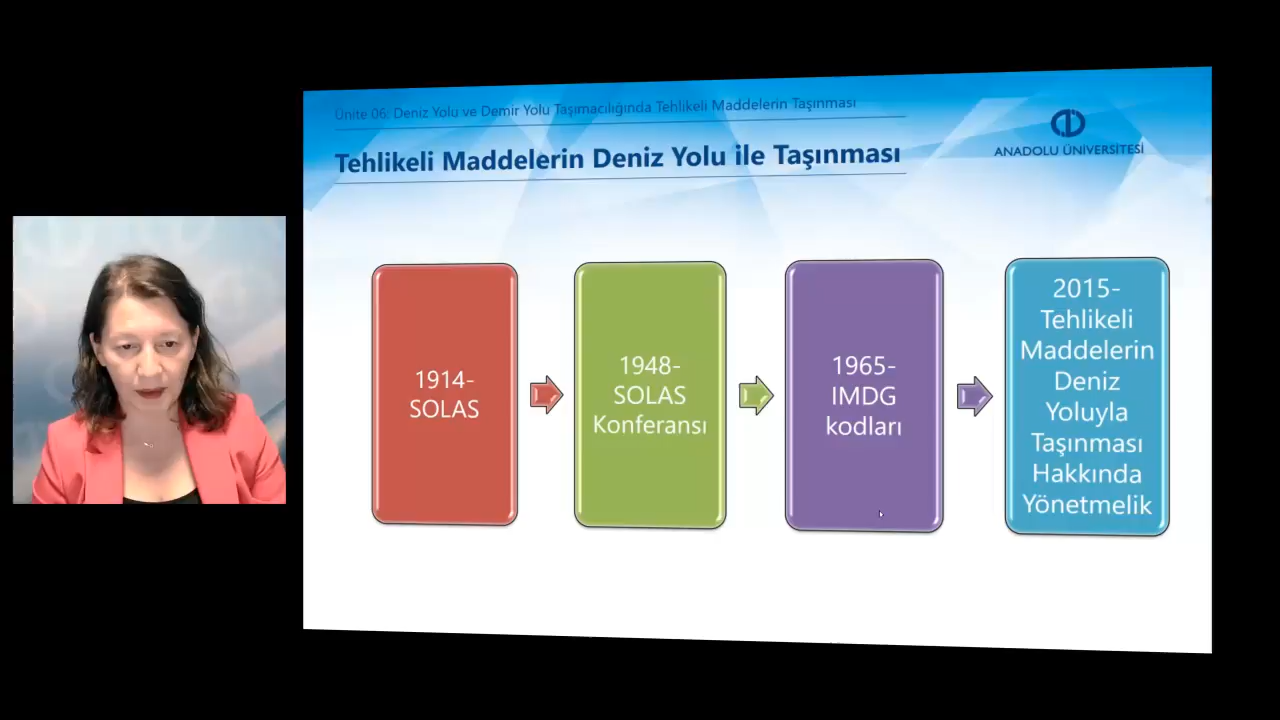 Ünite 06: Deniz Yolu ve Demir Yolu Taşımacılığında Tehlikeli Maddelerin Taşınması
Tehlikeli Maddelerin Deniz Yolu ile Taşınması
ANADOLU ÜNİVERSİTESİ
1914-
SOLAS
1948-
SOLAS
Konferansı
1965-
IMDG
kodları
2015-
Tehlikeli
Maddelerin
Deniz
Yoluyla
Taşınması
Hakkında
Yönetmelik